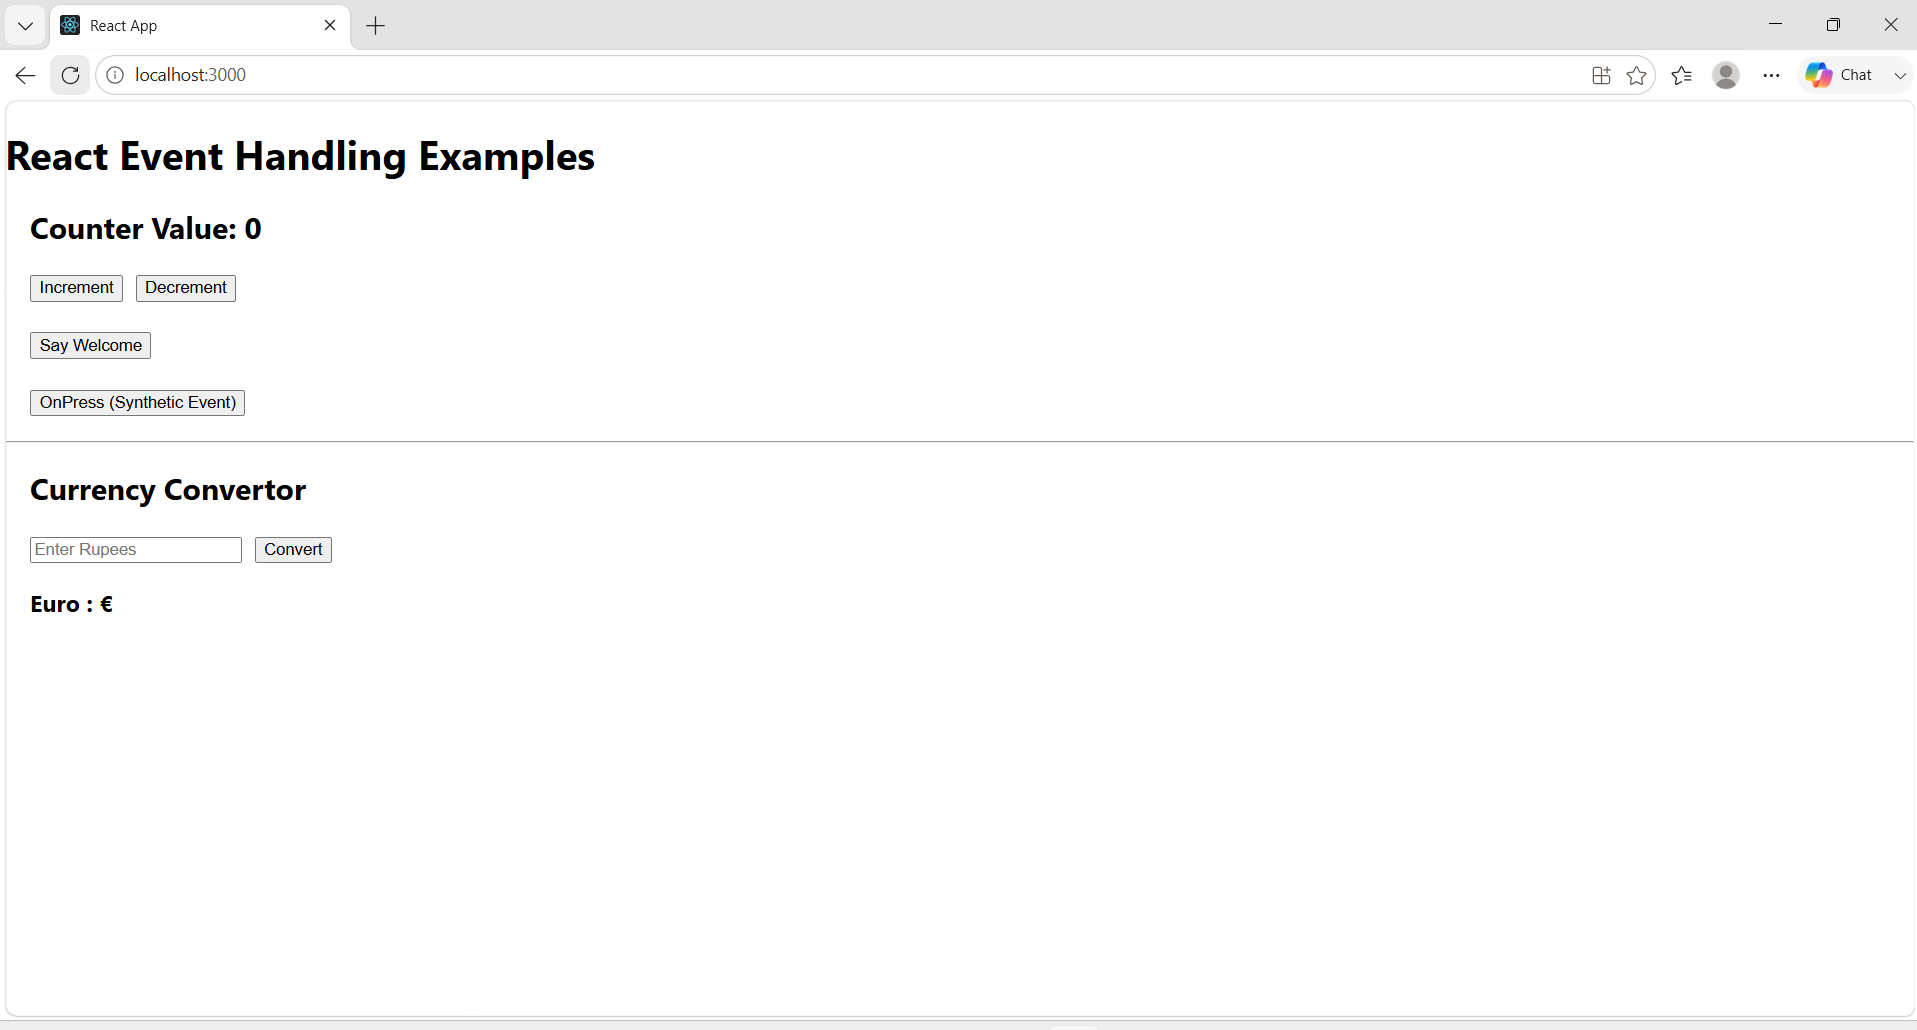 React App
localhost:3000
Chat
React Event Handling Examples
Counter Value: 0
Increment Decrement
Say Welcome
OnPress (Synthetic Event)
Currency Convertor
Enter Rupees Convert
Euro : €